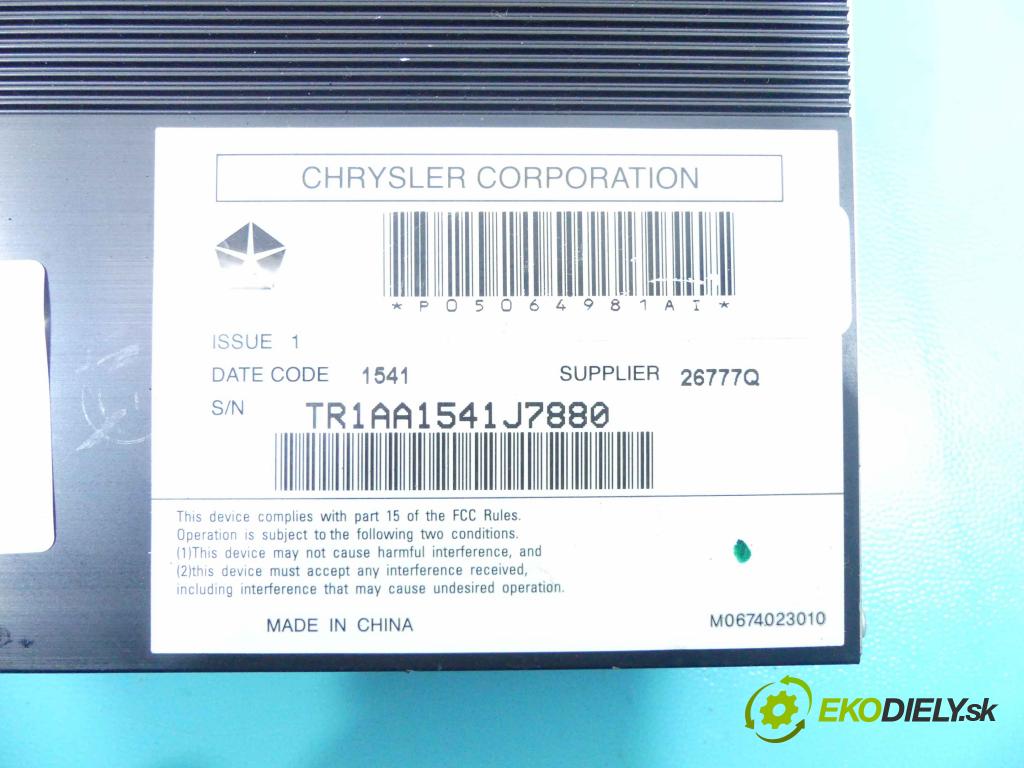 CHRYSLER CORPORATION
*P05064981AI*
ISSUE 1
DATE CODE 1541 SUPPLIER 26777Q
S/N TR1AA1541J7880
This device complies with part 15 of the FCC Rules.
Operation is subject to the following two conditions.
(1)This device may not cause harmful interference, and
(2)this device must accept any interference received,
including interference that may cause undesired operation.
MADE IN CHINA M0674023010
EKODIELY.sk